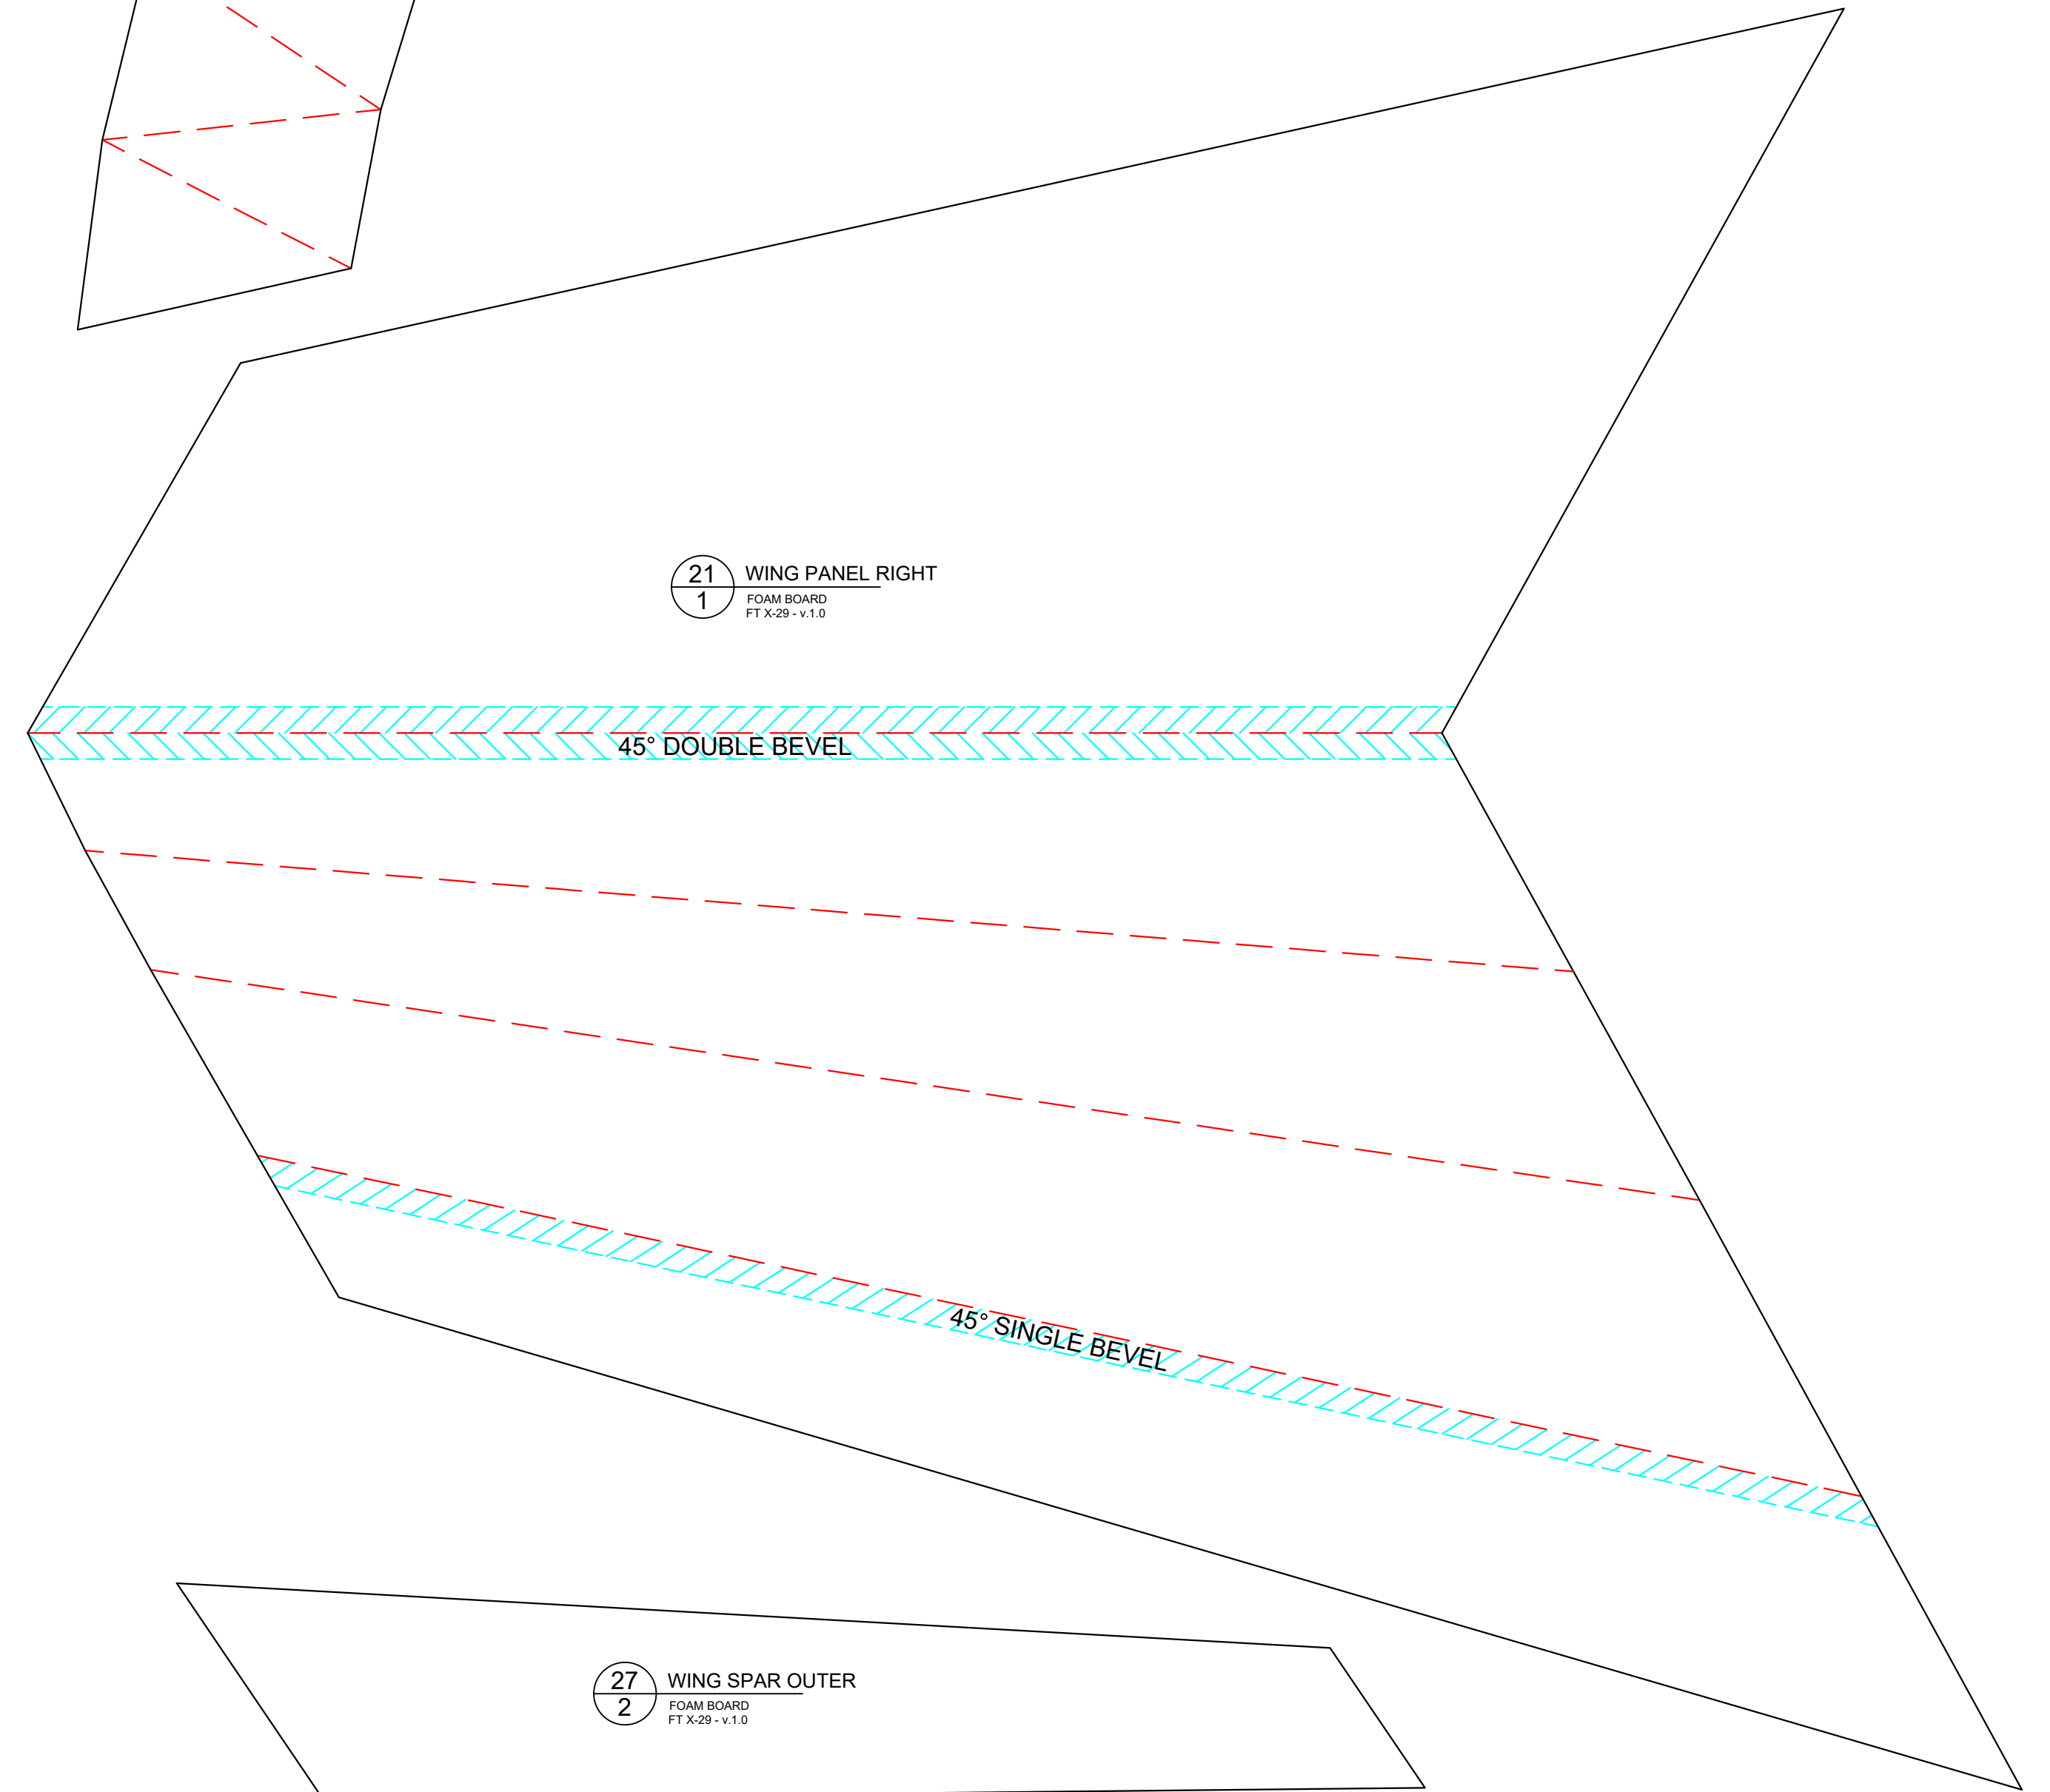 21
1
WING PANEL RIGHT
FOAM BOARD
FT X-29 - v.1.0
45° DOUBLE BEVEL
45° SINGLE BEVEL
27
2
WING SPAR OUTER
FOAM BOARD
FT X-29 - v.1.0